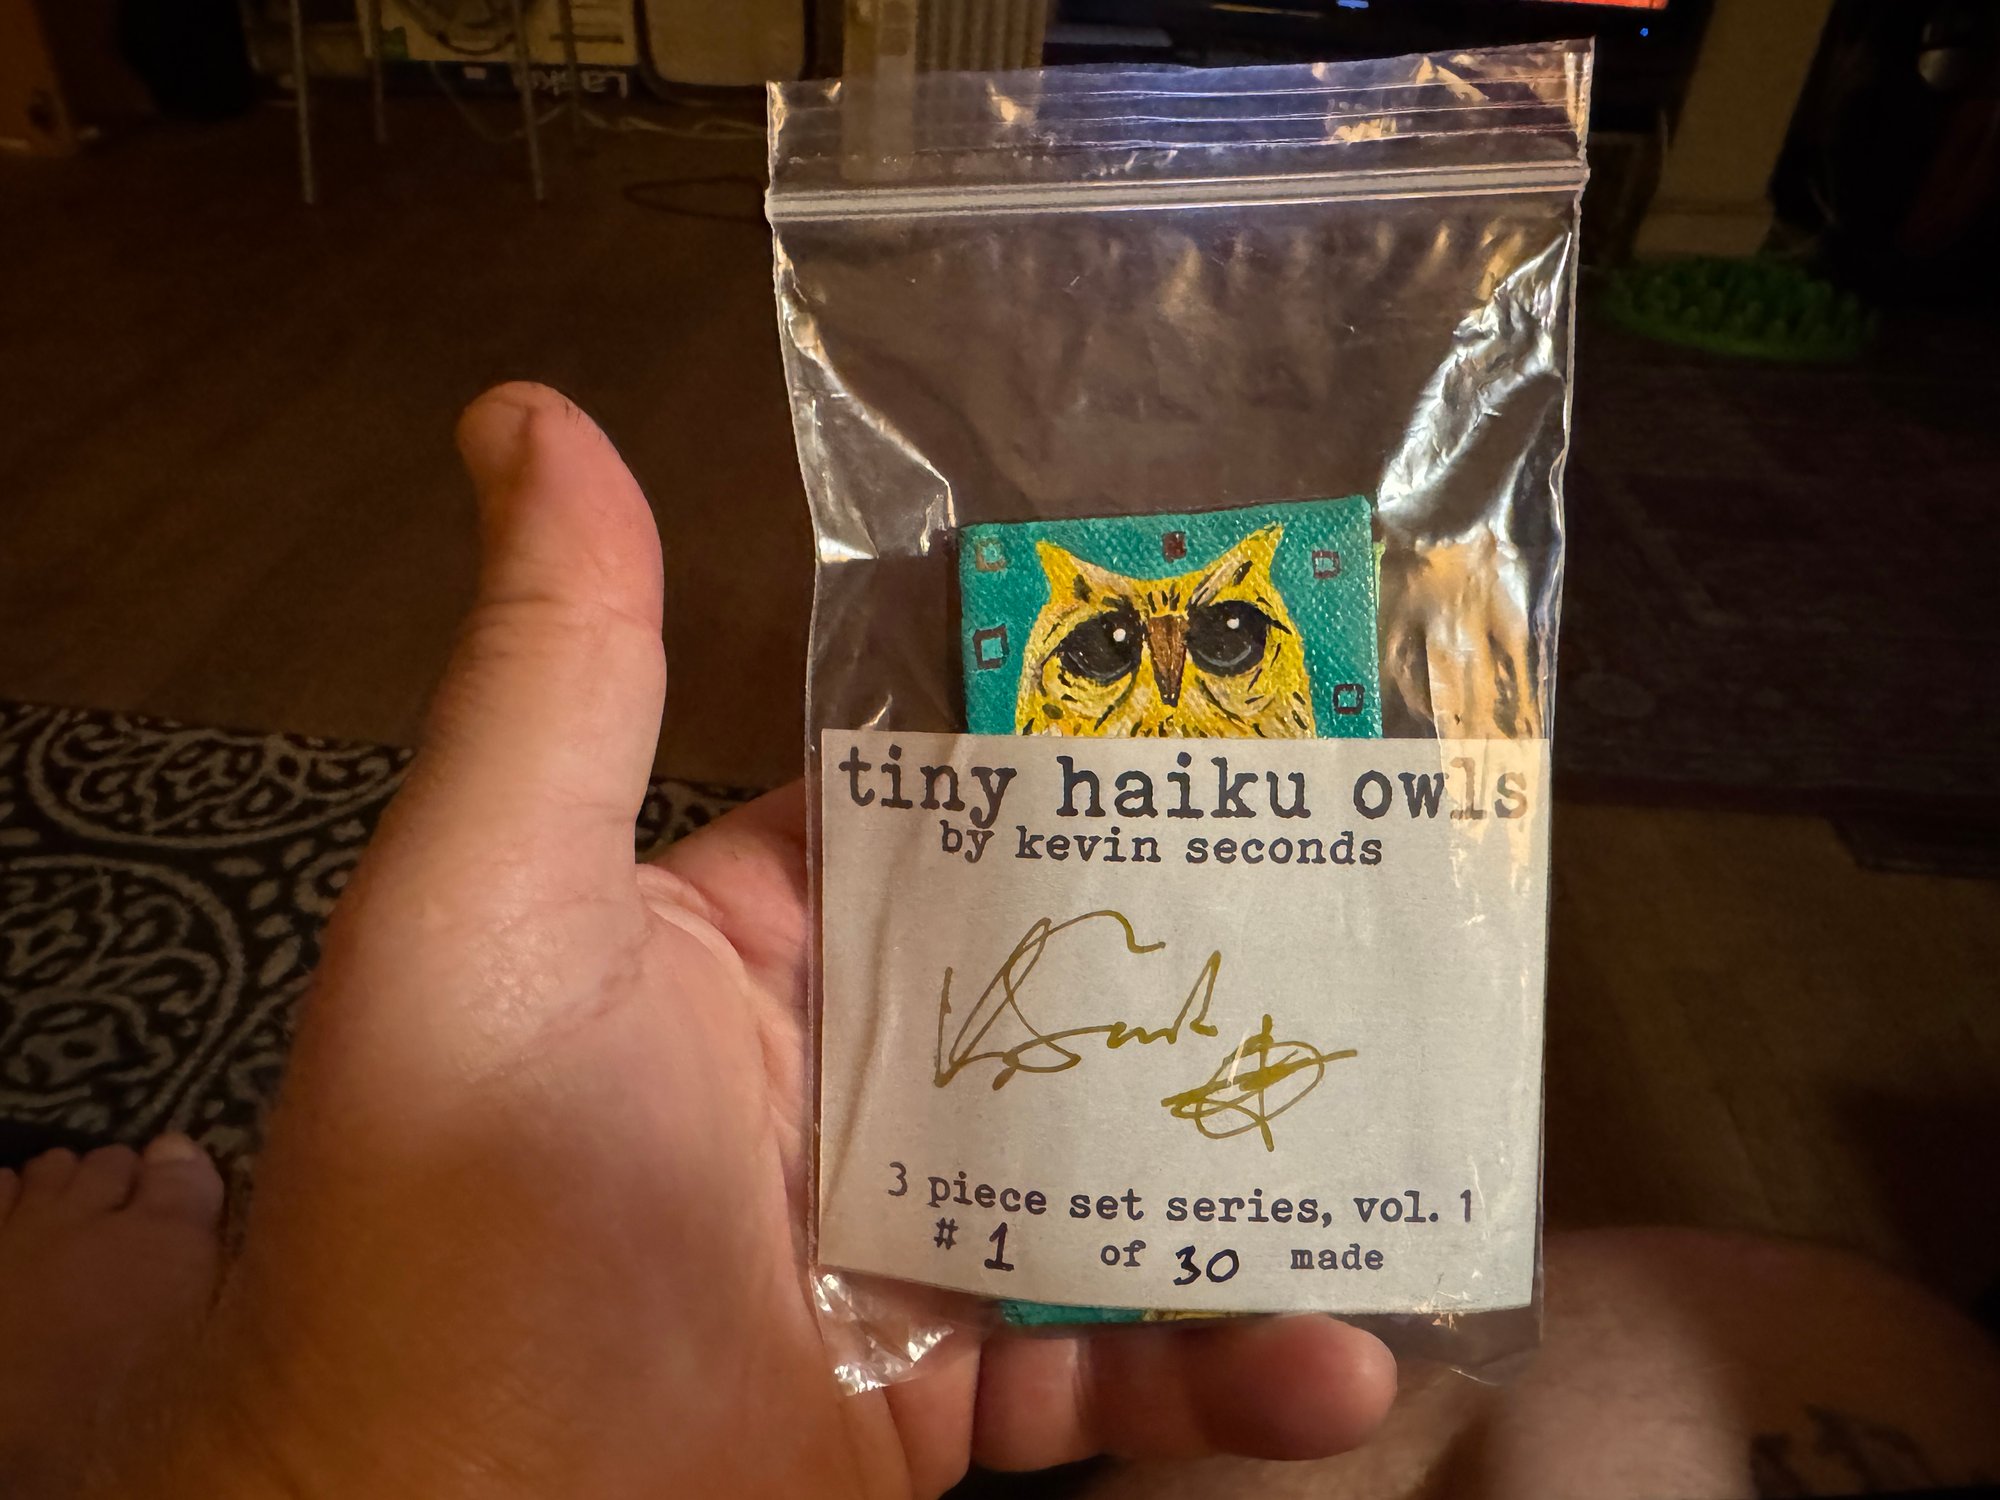 tiny haiku owls
by kevin seconds
3 piece set series, vol. 1
# 1 of 30 made